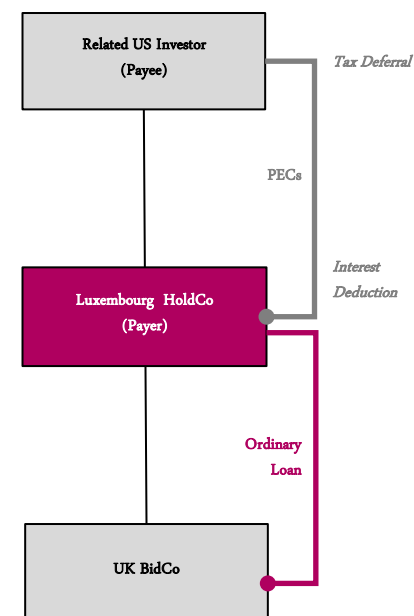 Related US Investor
(Payee)
Tax Deferral
PECs
Interest
Deduction
Luxembourg HoldCo
(Payer)
Ordinary
Loan
UK BidCo